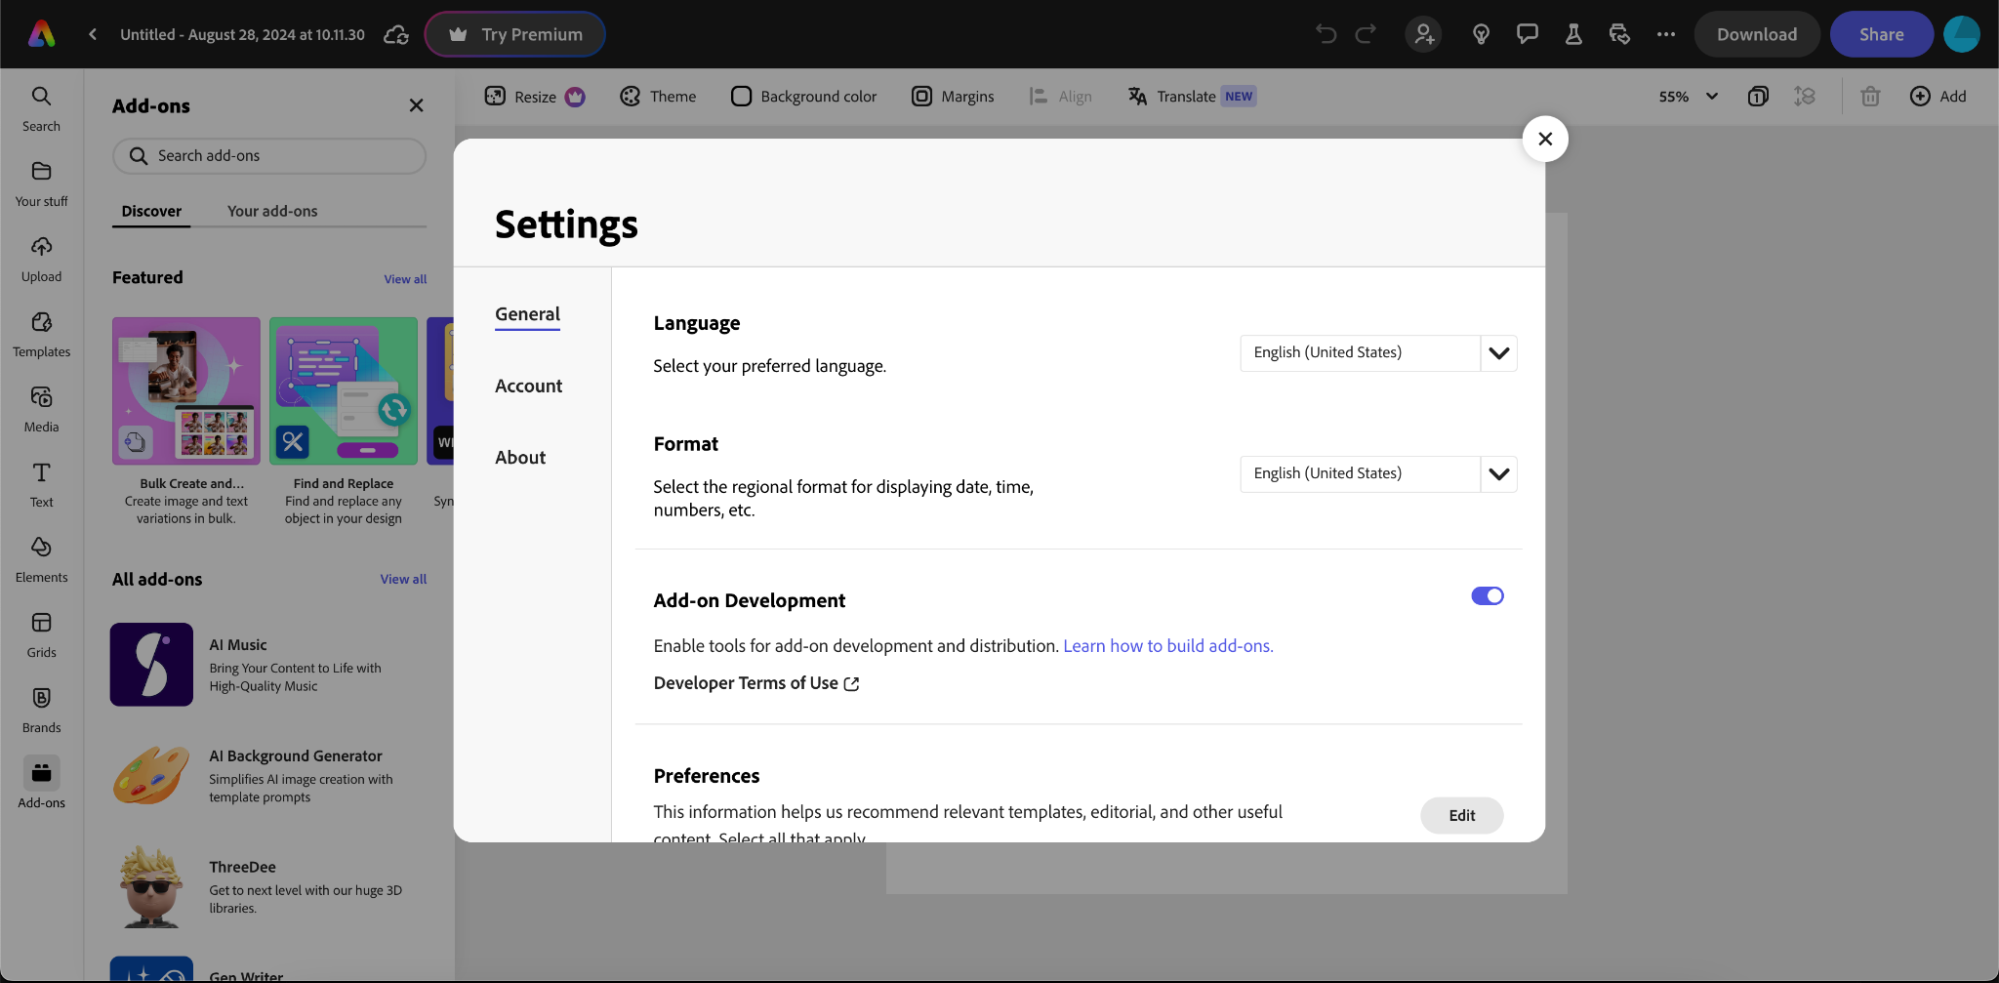 Untitled - August 28, 2024 at 10.11.30
Try Premium
Download
Share
Search
Your stuff
Upload
Templates
Media
Text
Elements
Grids
Brands
Add-ons
Add-ons
Search add-ons
Discover
Your add-ons
Featured
View all
Bulk Create and...
Create image and text
variations in bulk.
Find and Replace
Find and replace any
object in your design
All add-ons
View all
AI Music
Bring Your Content to Life with
High-Quality Music
AI Background Generator
Simplifies AI image creation with
template prompts
ThreeDee
Get to next level with our huge 3D
libraries.
Gen Writer
Resize
Theme
Background color
Margins
Align
Translate NEW
55%
1
Add
Settings
General
Account
About
Language
Select your preferred language.
English (United States)
Format
Select the regional format for displaying date, time,
numbers, etc.
English (United States)
Add-on Development
Enable tools for add-on development and distribution. Learn how to build add-ons.
Developer Terms of Use
Preferences
This information helps us recommend relevant templates, editorial, and other useful
content. Select all that apply
Edit